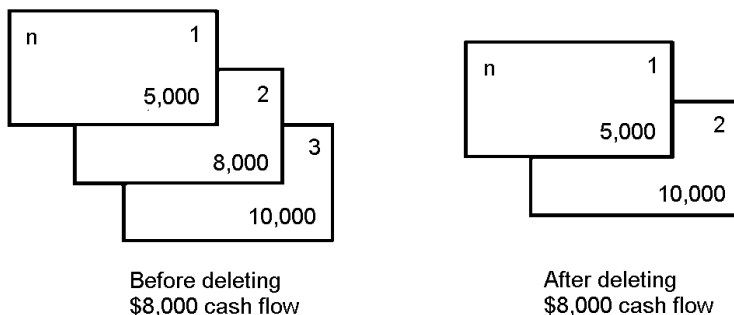 n 1
5,000
2
8,000
3
10,000
Before deleting
$8,000 cash flow
n 1
5,000
2
10,000
After deleting
$8,000 cash flow